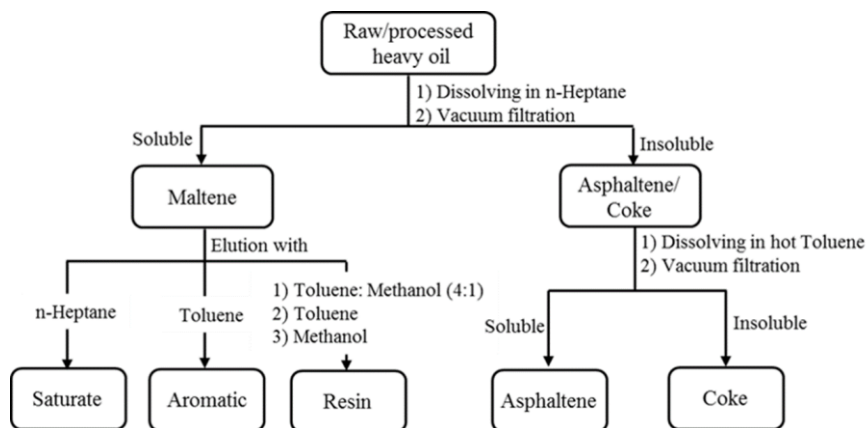 Raw/processed
heavy oil
1) Dissolving in n-Heptane
2) Vacuum filtration
Soluble
Insoluble
Maltene
Asphaltene/
Coke
Elution with
1) Dissolving in hot Toluene
2) Vacuum filtration
n-Heptane
Toluene
1) Toluene: Methanol (4:1)
2) Toluene
3) Methanol
Soluble
Insoluble
Saturate
Aromatic
Resin
Asphaltene
Coke